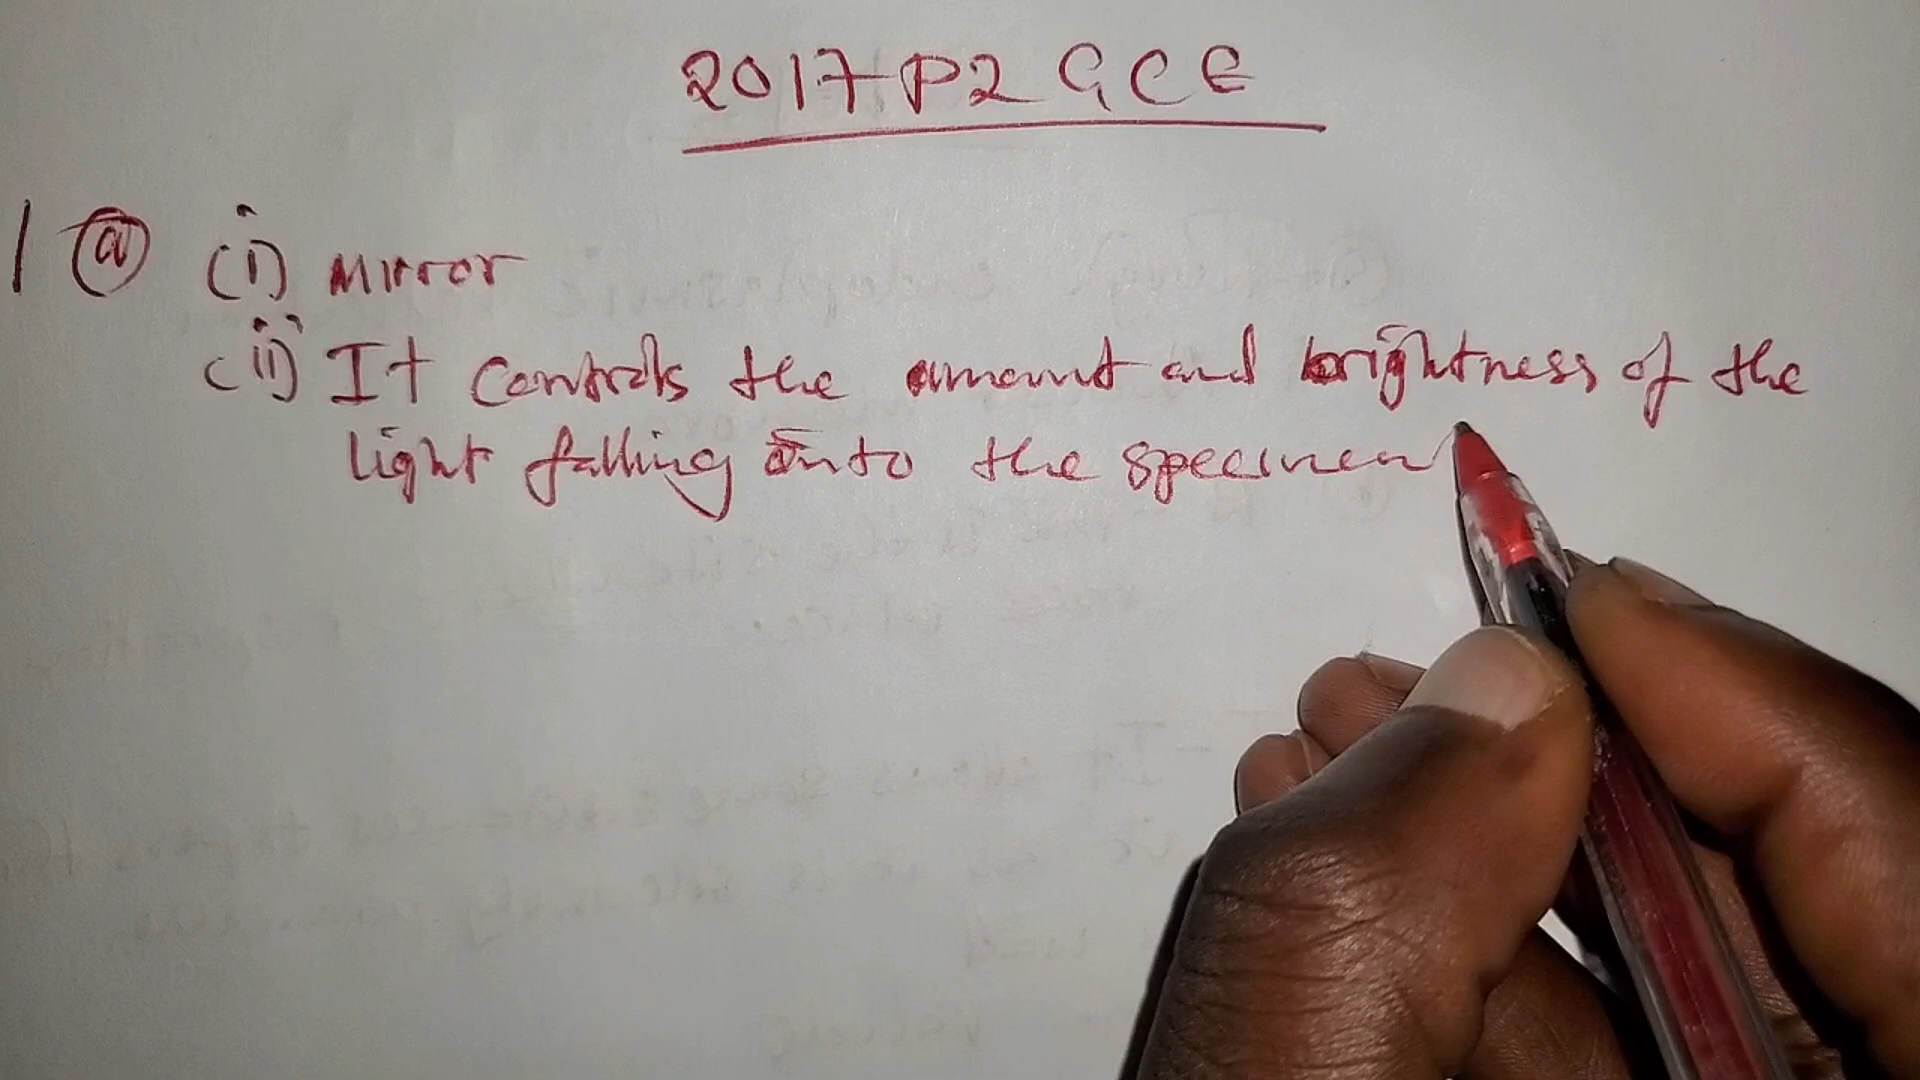 2017 P2 GCE
1 (a) (i) Mirror
(ii) It controls the amount and brightness of the
light falling onto the specimen